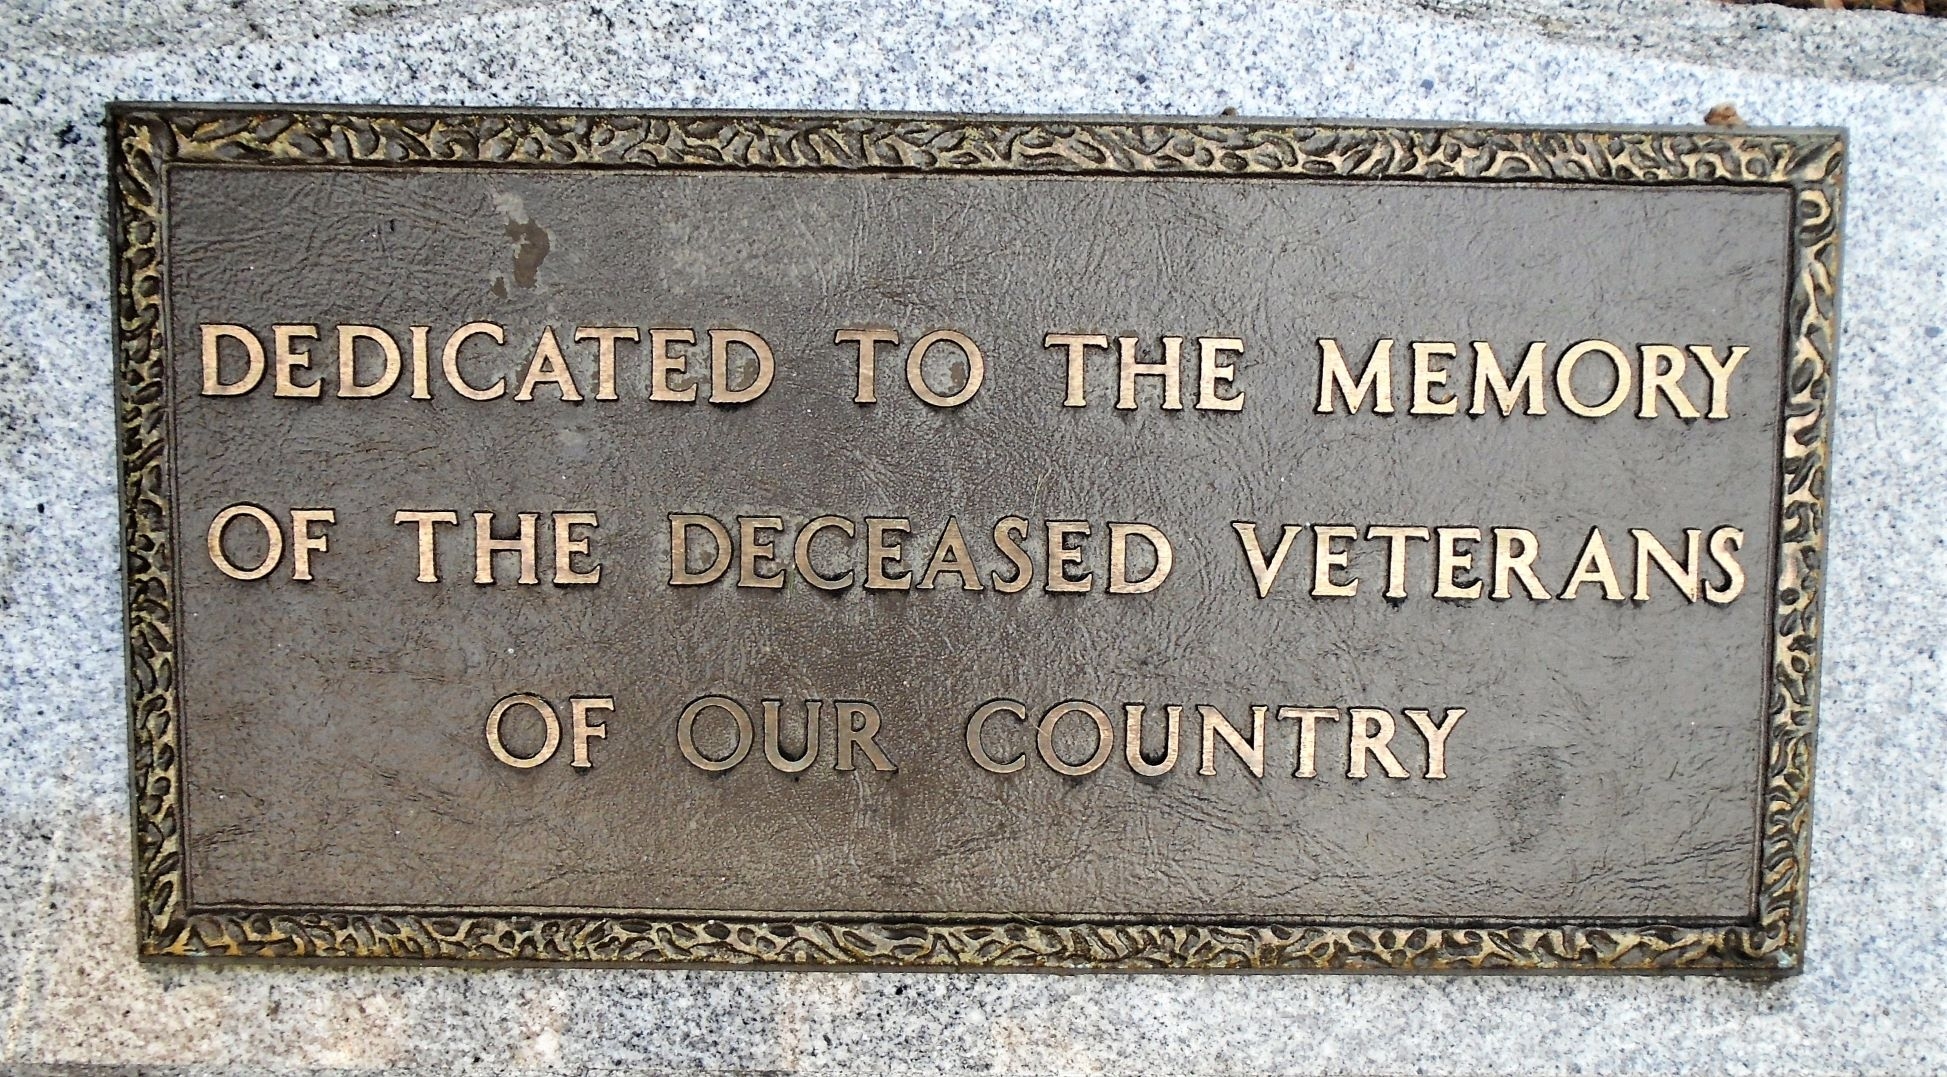 DEDICATED TO THE MEMORY
OF THE DECEASED VETERANS
OF OUR COUNTRY